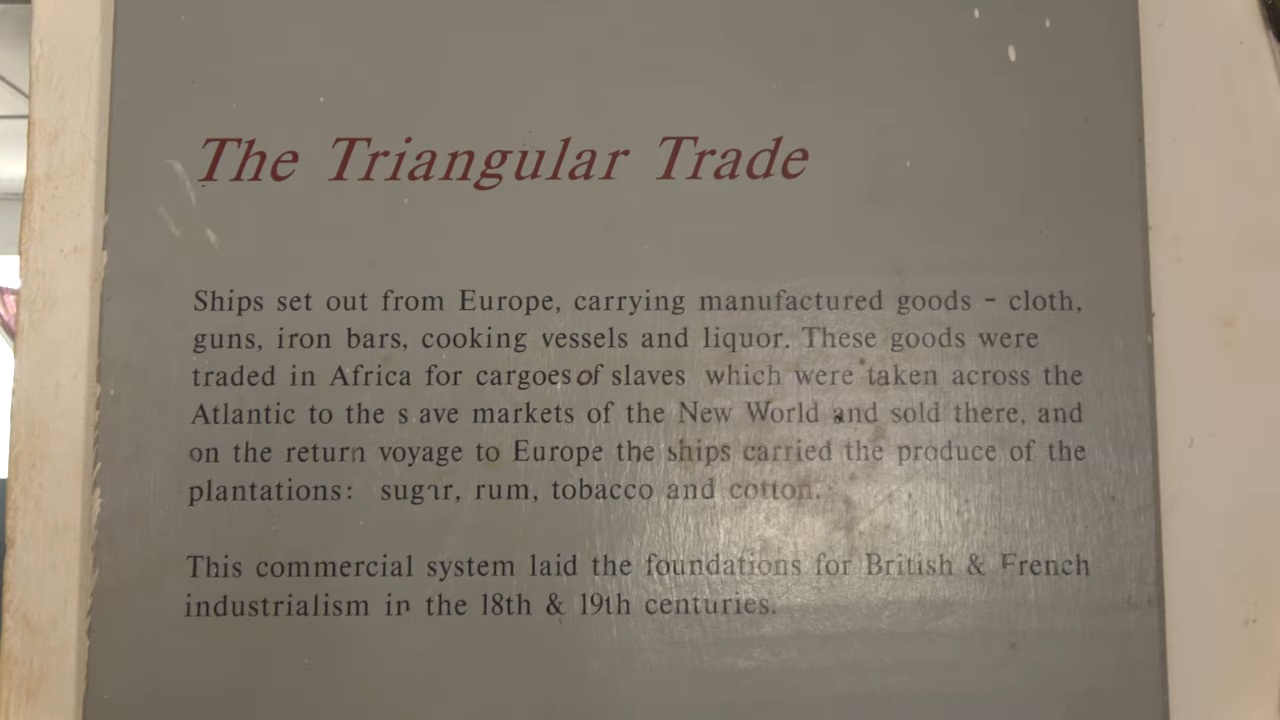 The Triangular Trade
Ships set out from Europe, carrying manufactured goods - cloth,
guns, iron bars, cooking vessels and liquor. These goods were
traded in Africa for cargoes of slaves which were taken across the
Atlantic to the s ave markets of the New World and sold there, and
on the return voyage to Europe the ships carried the produce of the
plantations: sugar, rum, tobacco and cotton.
This commercial system laid the foundations for British & French
industrialism in the 18th & 19th centuries.